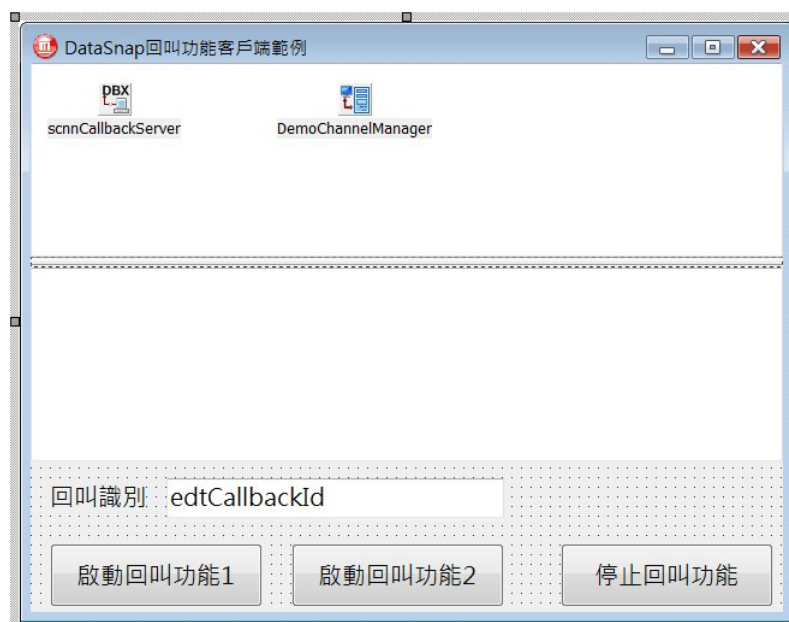 DataSnap回叫功能客戶端範例
DBX
scnnCallbackServer
DemoChannelManager
回叫識別 edtCallbackId
啟動回叫功能1 啟動回叫功能2 停止回叫功能